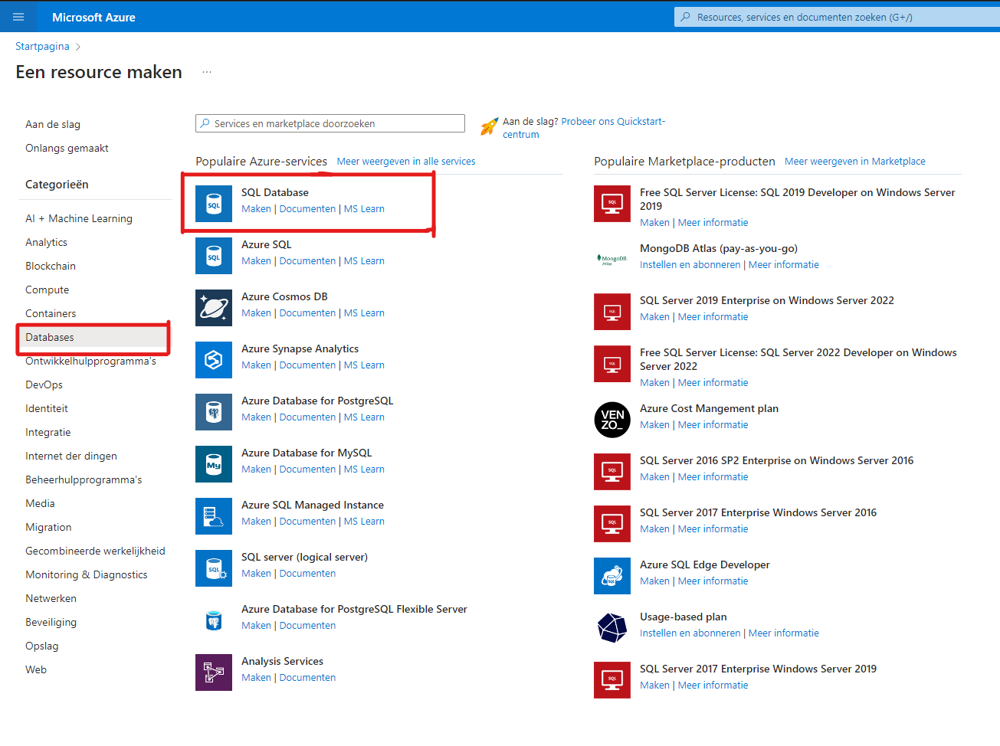 Microsoft Azure
Resources, services en documenten zoeken (G+/)
Startpagina
Een resource maken
...
Aan de slag
Onlangs gemaakt
Categorieën
AI + Machine Learning
Analytics
Blockchain
Compute
Containers
Databases
Ontwikkelhulpprogramma's
DevOps
Identiteit
Integratie
Internet der dingen
Beheerhulpprogramma's
Media
Migration
Gecombineerde werkelijkheid
Monitoring & Diagnostics
Netwerken
Beveiliging
Opslag
Web
Services en marketplace doorzoeken
Aan de slag? Probeer ons Quickstart-
centrum
Populaire Azure-services Meer weergeven in alle services
SQL
SQL Database
Maken | Documenten | MS Learn
SQL
Azure SQL
Maken | Documenten | MS Learn
Azure Cosmos DB
Maken | Documenten | MS Learn
Azure Synapse Analytics
Maken | Documenten | MS Learn
Azure Database for PostgreSQL
Maken | Documenten | MS Learn
My
Azure Database for MySQL
Maken | Documenten | MS Learn
Azure SQL Managed Instance
Maken | Documenten | MS Learn
SQL
SQL server (logical server)
Maken | Documenten
Azure Database for PostgreSQL Flexible Server
Maken | Documenten
Analysis Services
Maken | Documenten
Populaire Marketplace-producten Meer weergeven in Marketplace
SQL
Free SQL Server License: SQL 2019 Developer on Windows Server
2019
Maken | Meer informatie
MongoDB.
Atlas
MongoDB Atlas (pay-as-you-go)
Instellen en abonneren | Meer informatie
SQL
SQL Server 2019 Enterprise on Windows Server 2022
Maken | Meer informatie
SQL
Free SQL Server License: SQL Server 2022 Developer on Windows
Server 2022
Maken | Meer informatie
VEN
ZO_
Azure Cost Mangement plan
Maken | Meer informatie
SQL
SQL Server 2016 SP2 Enterprise on Windows Server 2016
Maken | Meer informatie
SQL
SQL Server 2017 Enterprise Windows Server 2016
Maken | Meer informatie
SQL
Azure SQL Edge Developer
Maken | Meer informatie
Usage-based plan
Instellen en abonneren | Meer informatie
SQL
SQL Server 2017 Enterprise Windows Server 2019
Maken | Meer informatie